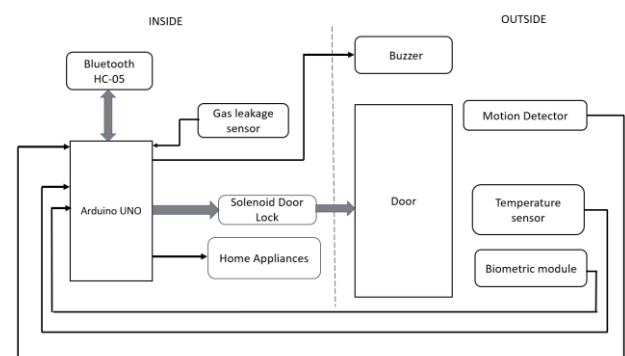 INSIDE
OUTSIDE
Bluetooth
HC-05
Buzzer
Gas leakage
sensor
Motion Detector
Arduino UNO
Solenoid Door
Lock
Door
Temperature
sensor
Home Appliances
Biometric module